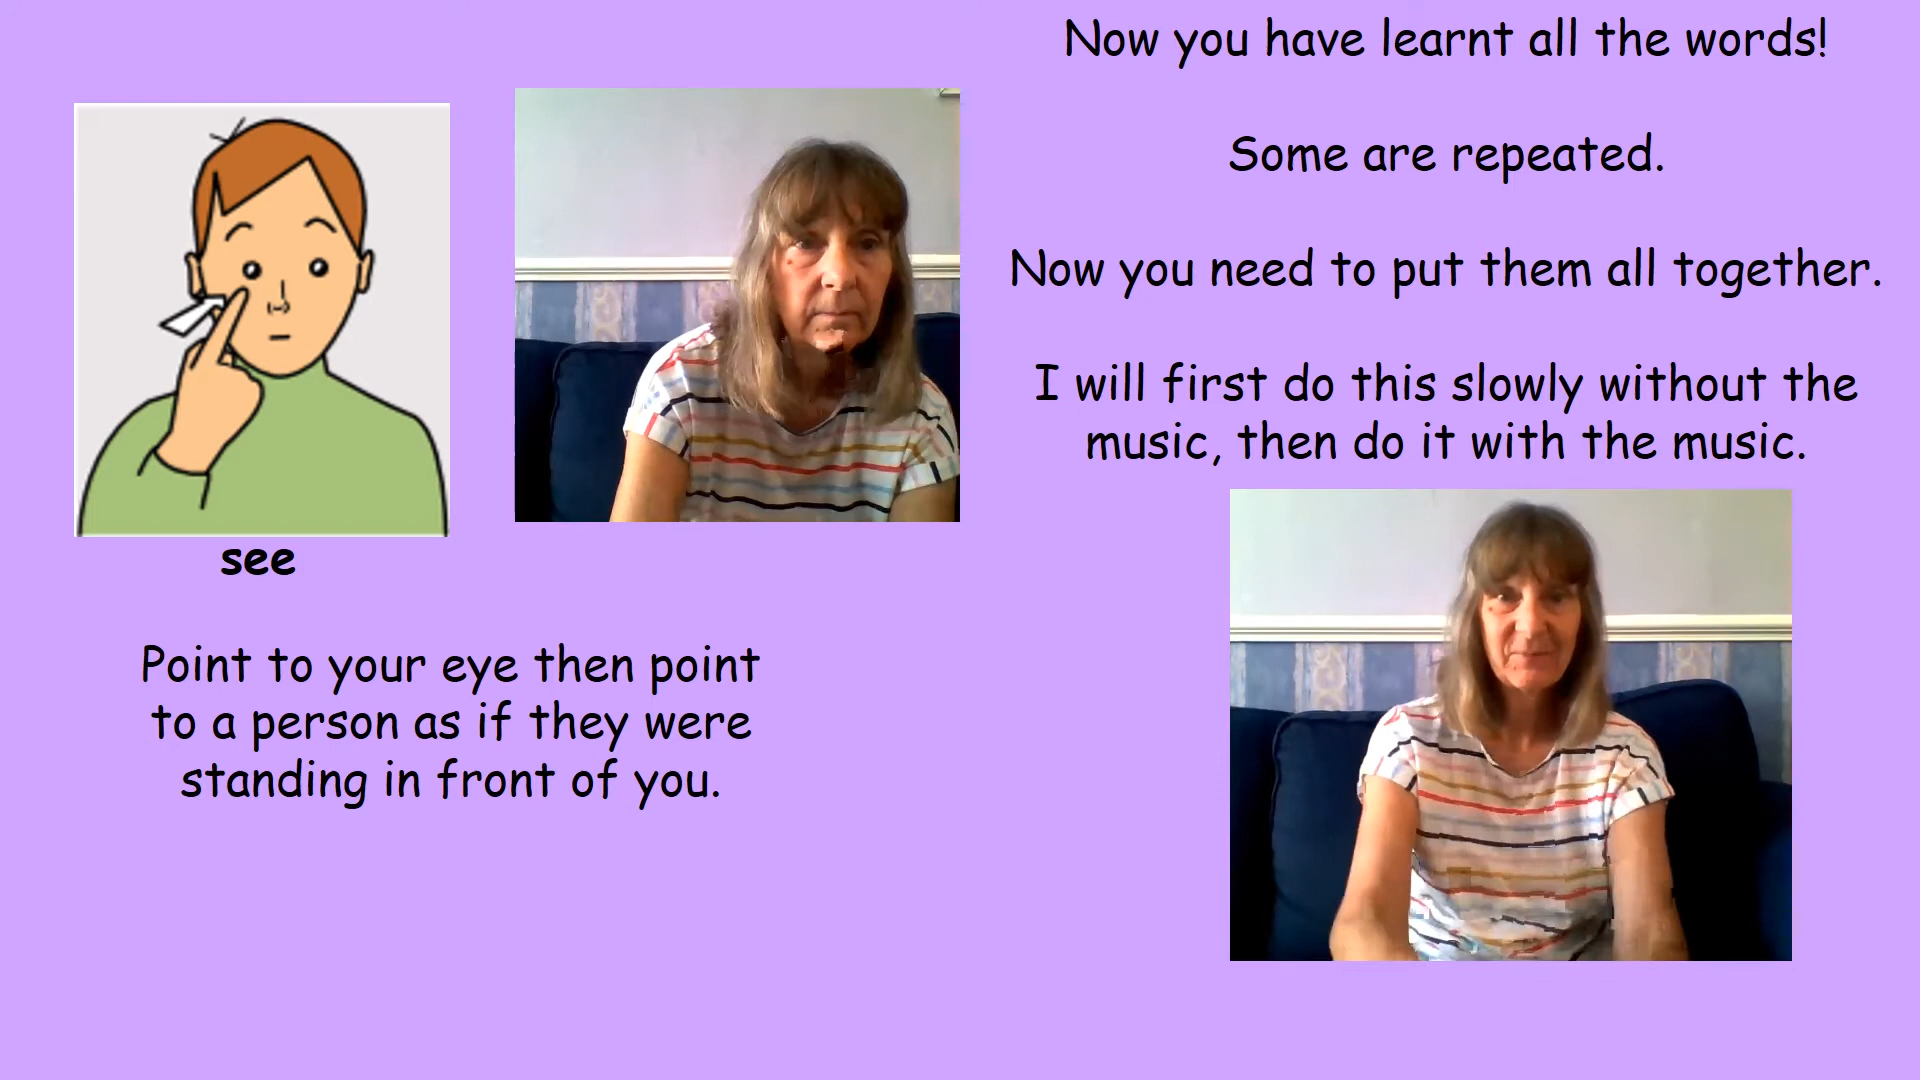 see
Point to your eye then point
to a person as if they were
standing in front of you.
Now you have learnt all the words!
Some are repeated.
Now you need to put them all together.
I will first do this slowly without the
music, then do it with the music.